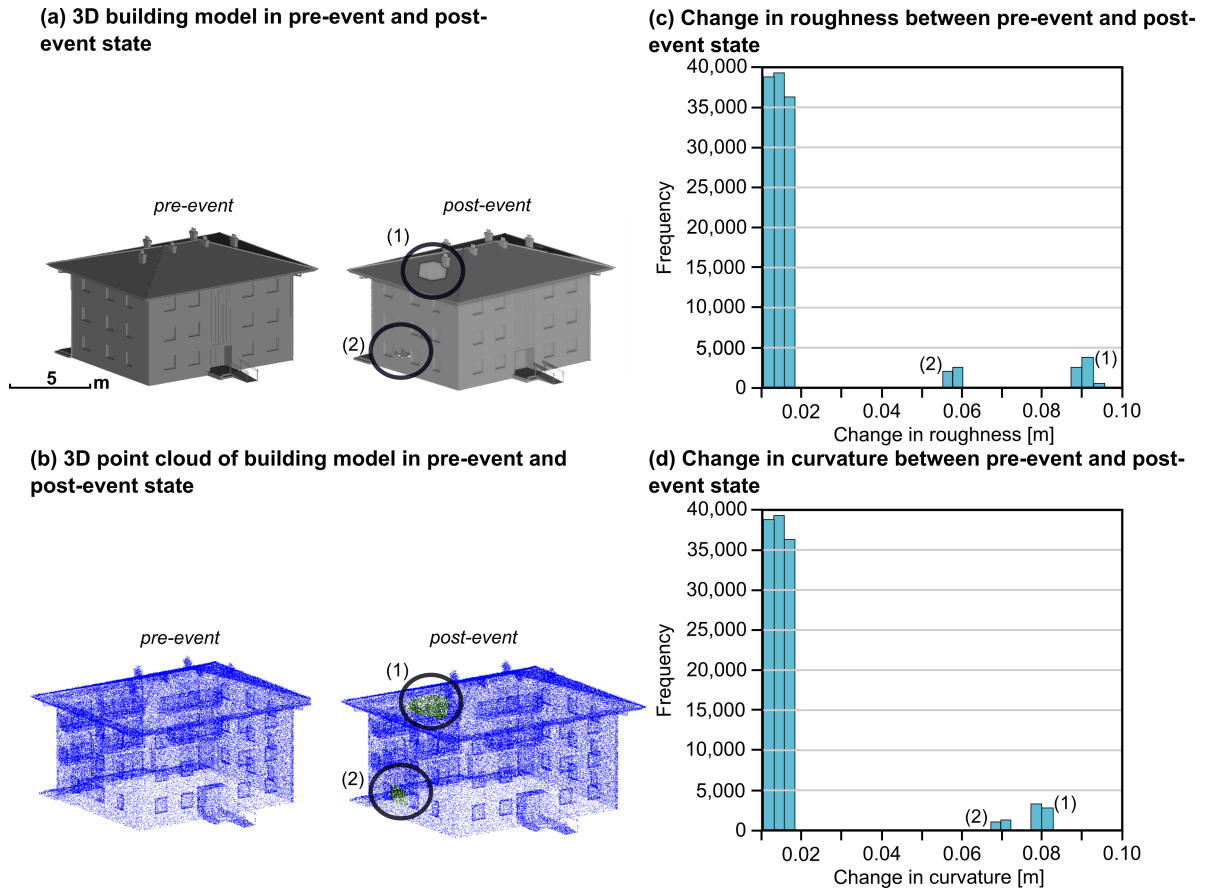 (a) 3D building model in pre-event and post-
event state
pre-event
post-event
(1)
(2)
5
m
(b) 3D point cloud of building model in pre-event and
post-event state
pre-event
post-event
(1)
(2)
(c) Change in roughness between pre-event and post-
event state
40,000
35,000
30,000
25,000
20,000
15,000
10,000
5,000
0
Frequency
(2)
(1)
0.02
0.04
0.06
0.08
0.10
Change in roughness [m]
(d) Change in curvature between pre-event and post-
event state
40,000
35,000
30,000
25,000
20,000
15,000
10,000
5,000
0
Frequency
(2)
(1)
0.02
0.04
0.06
0.08
0.10
Change in curvature [m]